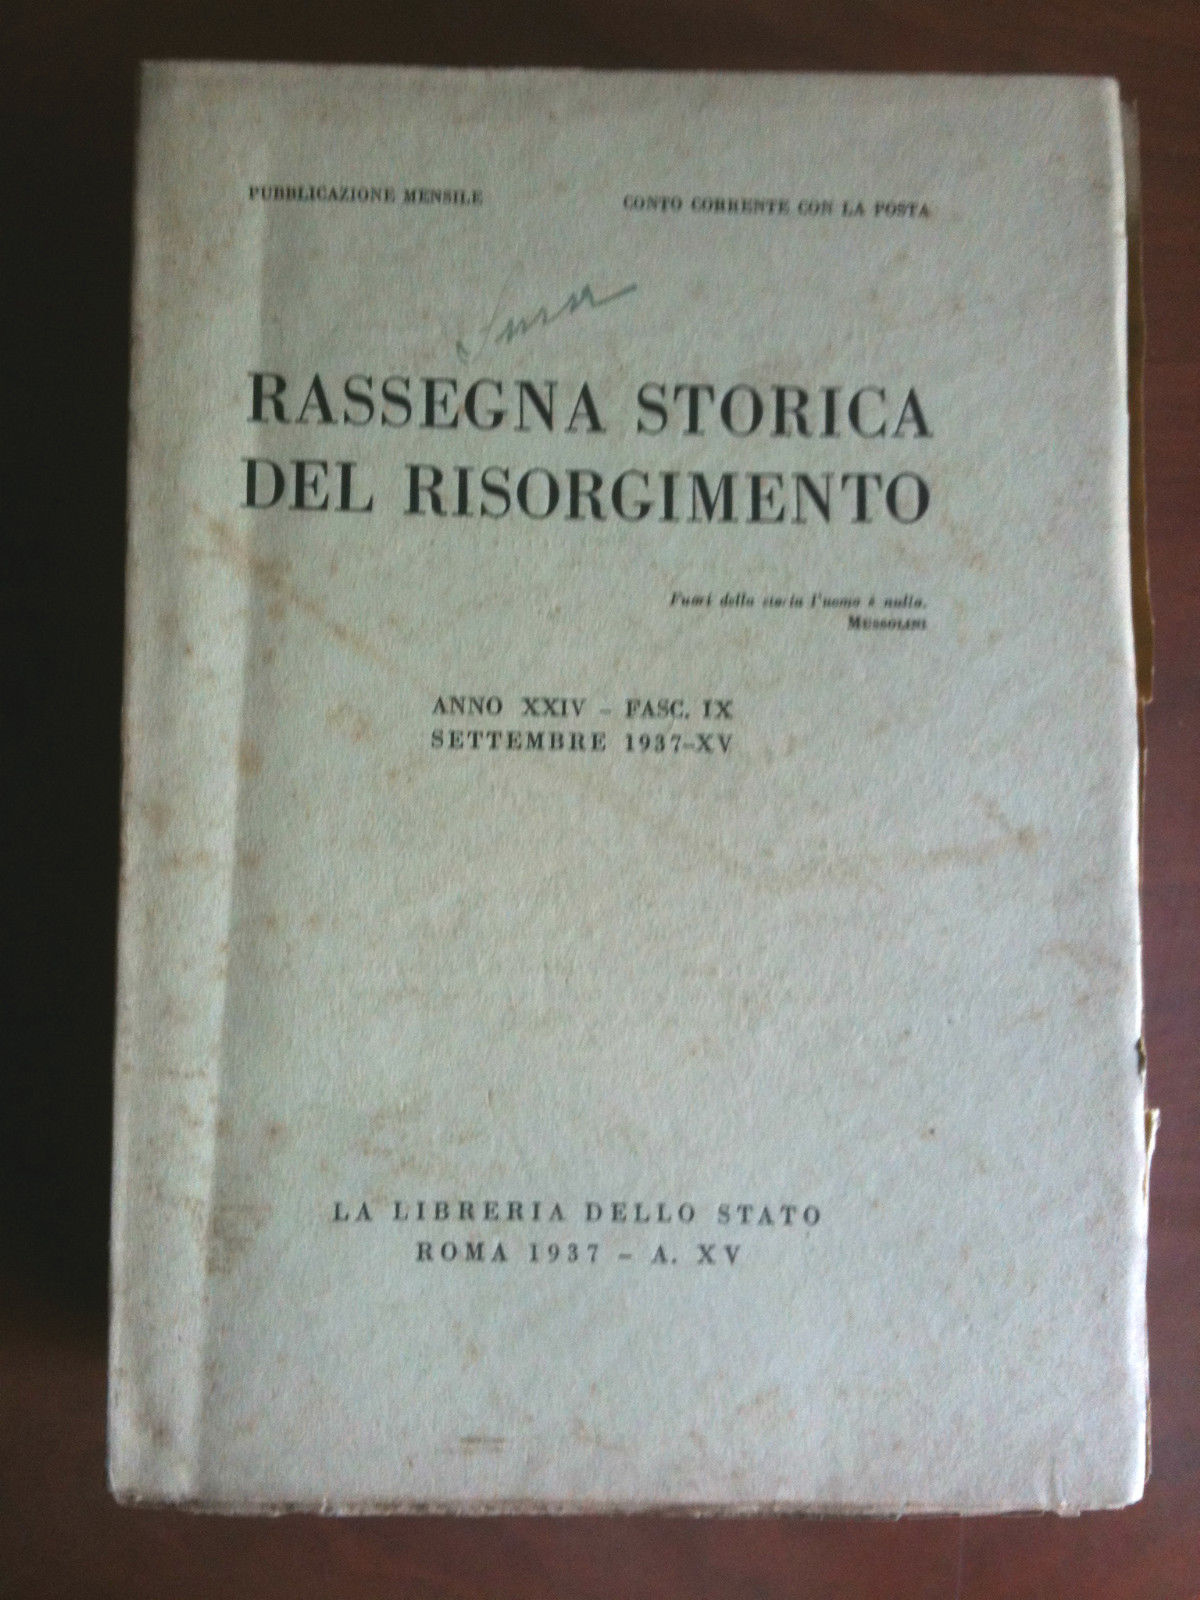 PUBBLICAZIONE MENSILE CONTO CORRENTE CON LA POSTA
RASSEGNA STORICA
DEL RISORGIMENTO
Fuori della storia l'uomo è nulla.
MUSSOLINI
ANNO XXIV - FASC. IX
SETTEMBRE 1937-XV
LA LIBRERIA DELLO STATO
ROMA 1937 - A. XV